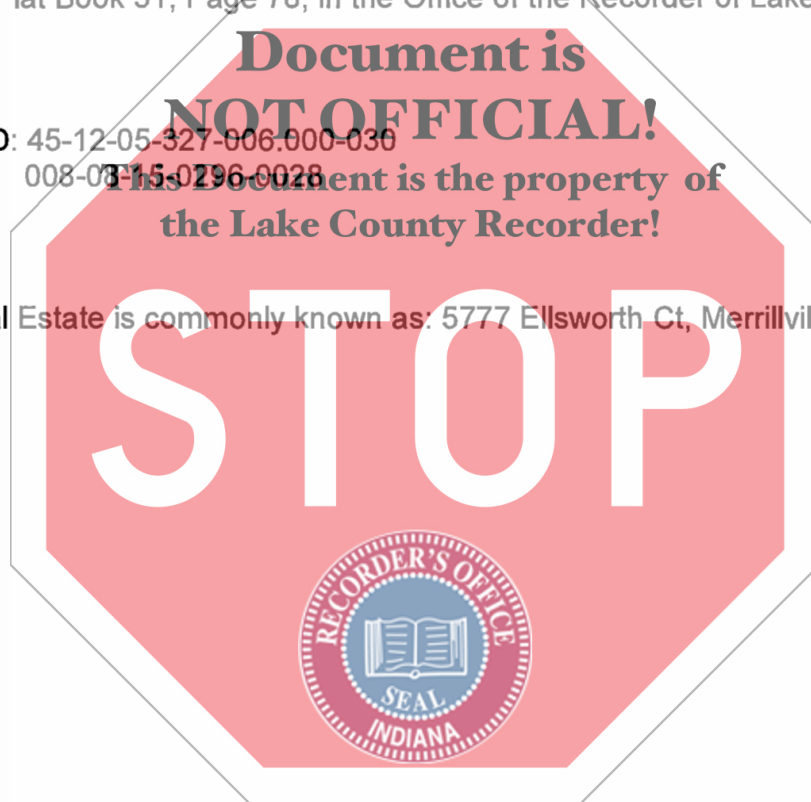 lat Book 51, Page 78, in the Office of the Recorder of Lake
Document is
NOT OFFICIAL!
D: 45-12-05-327-006.000-030
008-08-15-0296-0028
This Document is the property of
the Lake County Recorder!
l Estate is commonly known as: 5777 Ellsworth Ct, Merrillvil
STOP
RECORDER'S OFFICE
SEAL
INDIANA